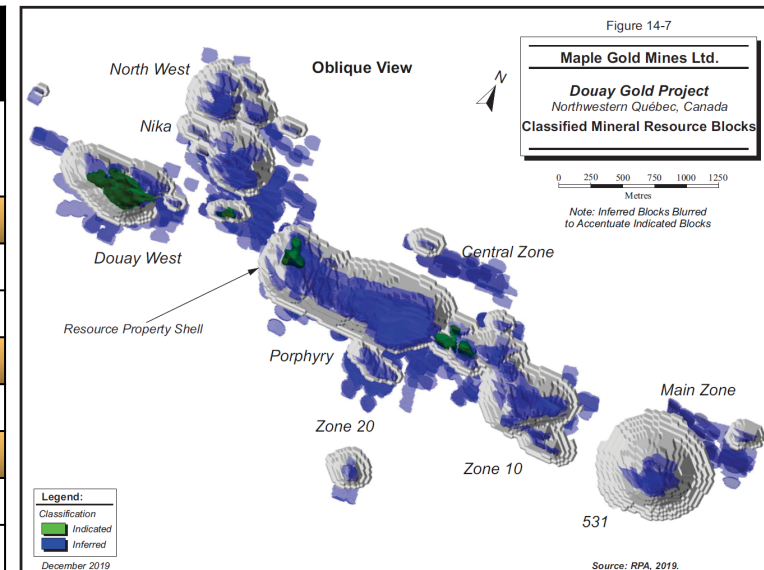 Figure 14-7
Maple Gold Mines Ltd.
Douay Gold Project
Northwestern Québec, Canada
Classified Mineral Resource Blocks
Oblique View
N
0 250 500 750 1000 1250
Metres
Note: Inferred Blocks Blurred
to Accentuate Indicated Blocks
North West
Nika
Douay West
Central Zone
Resource Property Shell
Porphyry
Main Zone
Zone 20
Zone 10
531
Legend:
Classification
Indicated
Inferred
December 2019
Source: RPA, 2019.